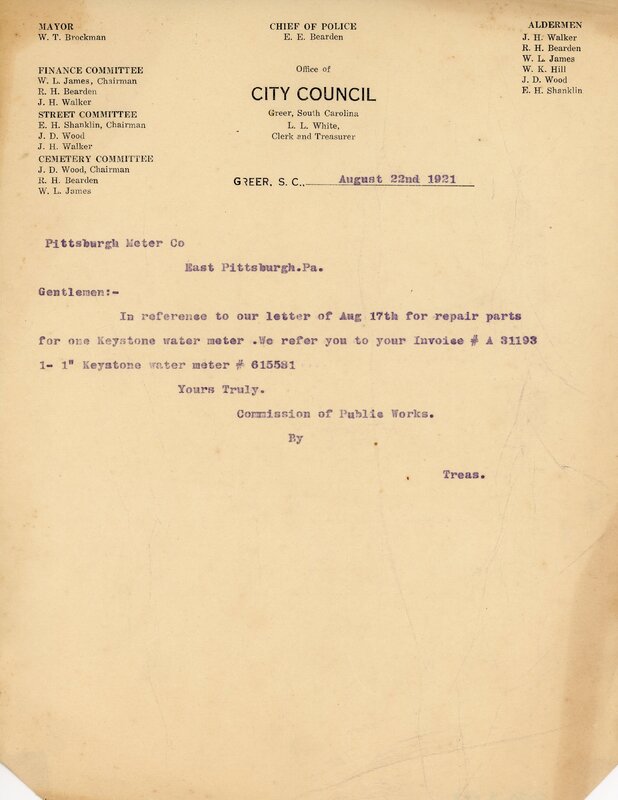 MAYOR
W. T. Brockman
FINANCE COMMITTEE
W. L. James, Chairman
R. H. Bearden
J. H. Walker
STREET COMMITTEE
E. H. Shanklin, Chairman
J. D. Wood
J. H. Walker
CEMETERY COMMITTEE
J. D. Wood, Chairman
R. H. Bearden
W. L. James
CHIEF OF POLICE
E. E. Bearden
Office of
CITY COUNCIL
Greer, South Carolina
L. L. White,
Clerk and Treasurer
ALDERMEN
J. H. Walker
R. H. Bearden
W. L. James
W. K. Hill
J. D. Wood
E. H. Shanklin
GREER, S. C., August 22nd 1921
Pittsburgh Meter Co
East Pittsburgh.Pa.
Gentlemen:-
In reference to our letter of Aug 17th for repair parts
for one Keystone water meter .We refer you to your Invoice # A 31193
1- 1" Keystone water meter # 615581
Yours Truly.
Commission of Public Works.
By
Treas.